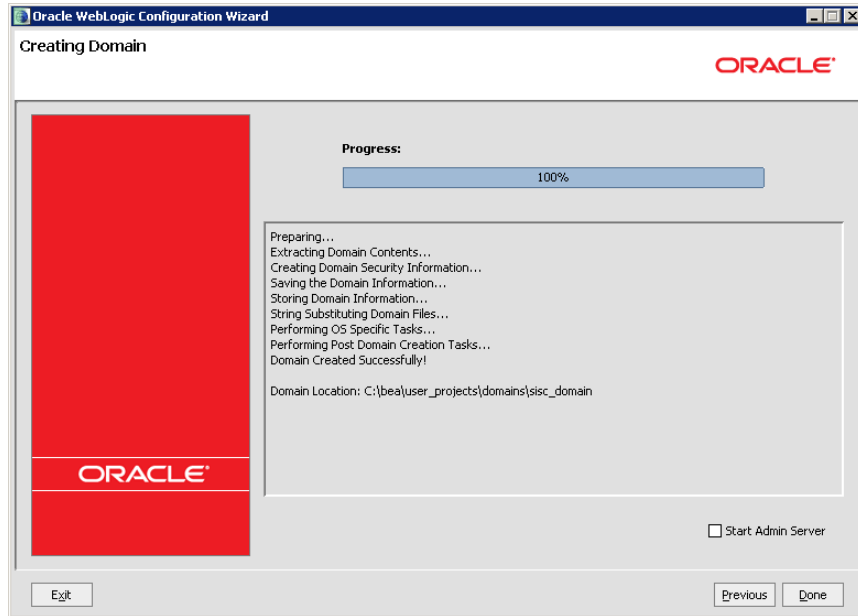 Oracle WebLogic Configuration Wizard
Creating Domain
ORACLE®
Progress:
100%
Preparing...
Extracting Domain Contents...
Creating Domain Security Information...
Saving the Domain Information...
Storing Domain Information...
String Substituting Domain Files...
Performing OS Specific Tasks...
Performing Post Domain Creation Tasks...
Domain Created Successfully!
Domain Location: C:\bea\user_projects\domains\sisc_domain
ORACLE®
Start Admin Server
Exit
Previous
Done